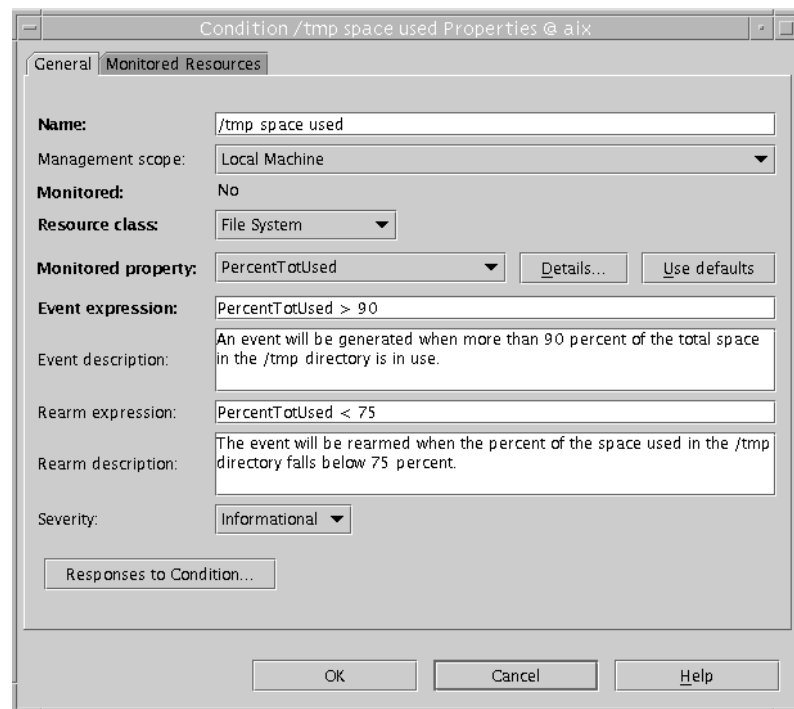 Condition /tmp space used Properties @ aix
General Monitored Resources
Name: /tmp space used
Management scope: Local Machine
Monitored: No
Resource class: File System
Monitored property: PercentTotUsed Details... Use defaults
Event expression: PercentTotUsed > 90
Event description: An event will be generated when more than 90 percent of the total space
in the /tmp directory is in use.
Rearm expression: PercentTotUsed < 75
Rearm description: The event will be rearmed when the percent of the space used in the /tmp
directory falls below 75 percent.
Severity: Informational
Responses to Condition...
OK Cancel Help